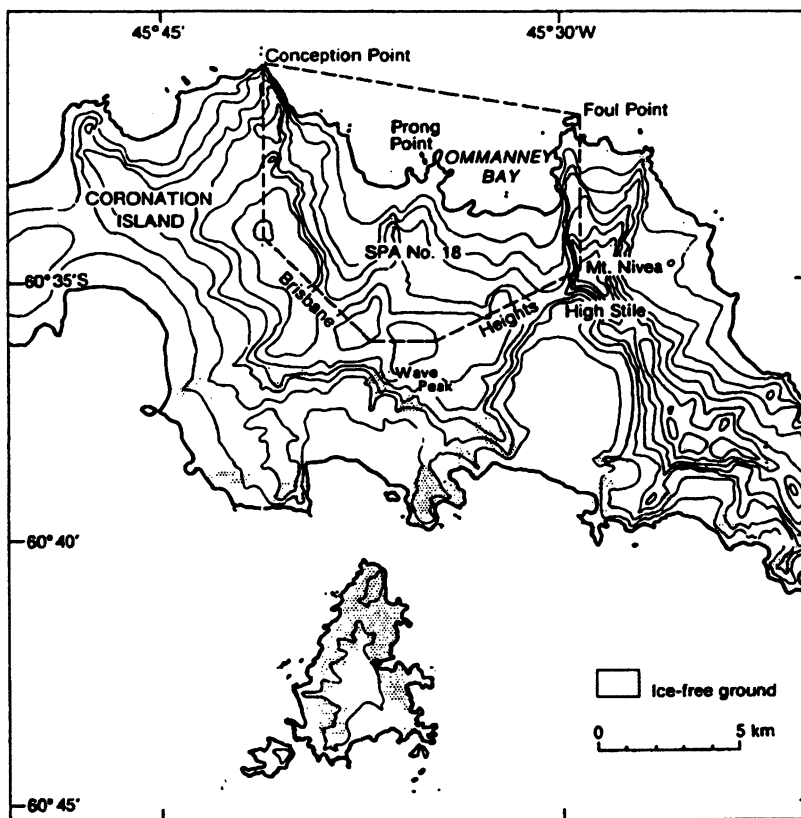 45°45'
45°30'W
Conception Point
Foul Point
Prong
Point
OMMANNEY
BAY
CORONATION
ISLAND
SPA No. 18
Mt. Nivea
60°35'S
Brisbane
Heights
High Stile
Wave
Peak
60°40'
Ice-free ground
0 5 km
60°45'